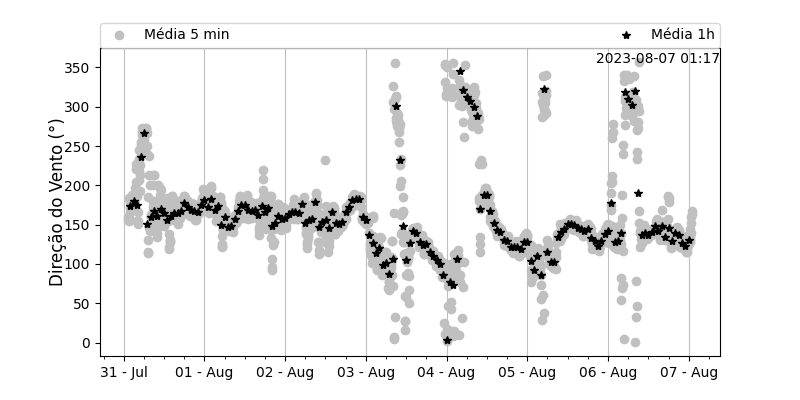 Média 5 min
Média 1h
2023-08-07 01:17
Direção do Vento (°)
350
300
250
200
150
100
50
0
31 - Jul
01 - Aug
02 - Aug
03 - Aug
04 - Aug
05 - Aug
06 - Aug
07 - Aug